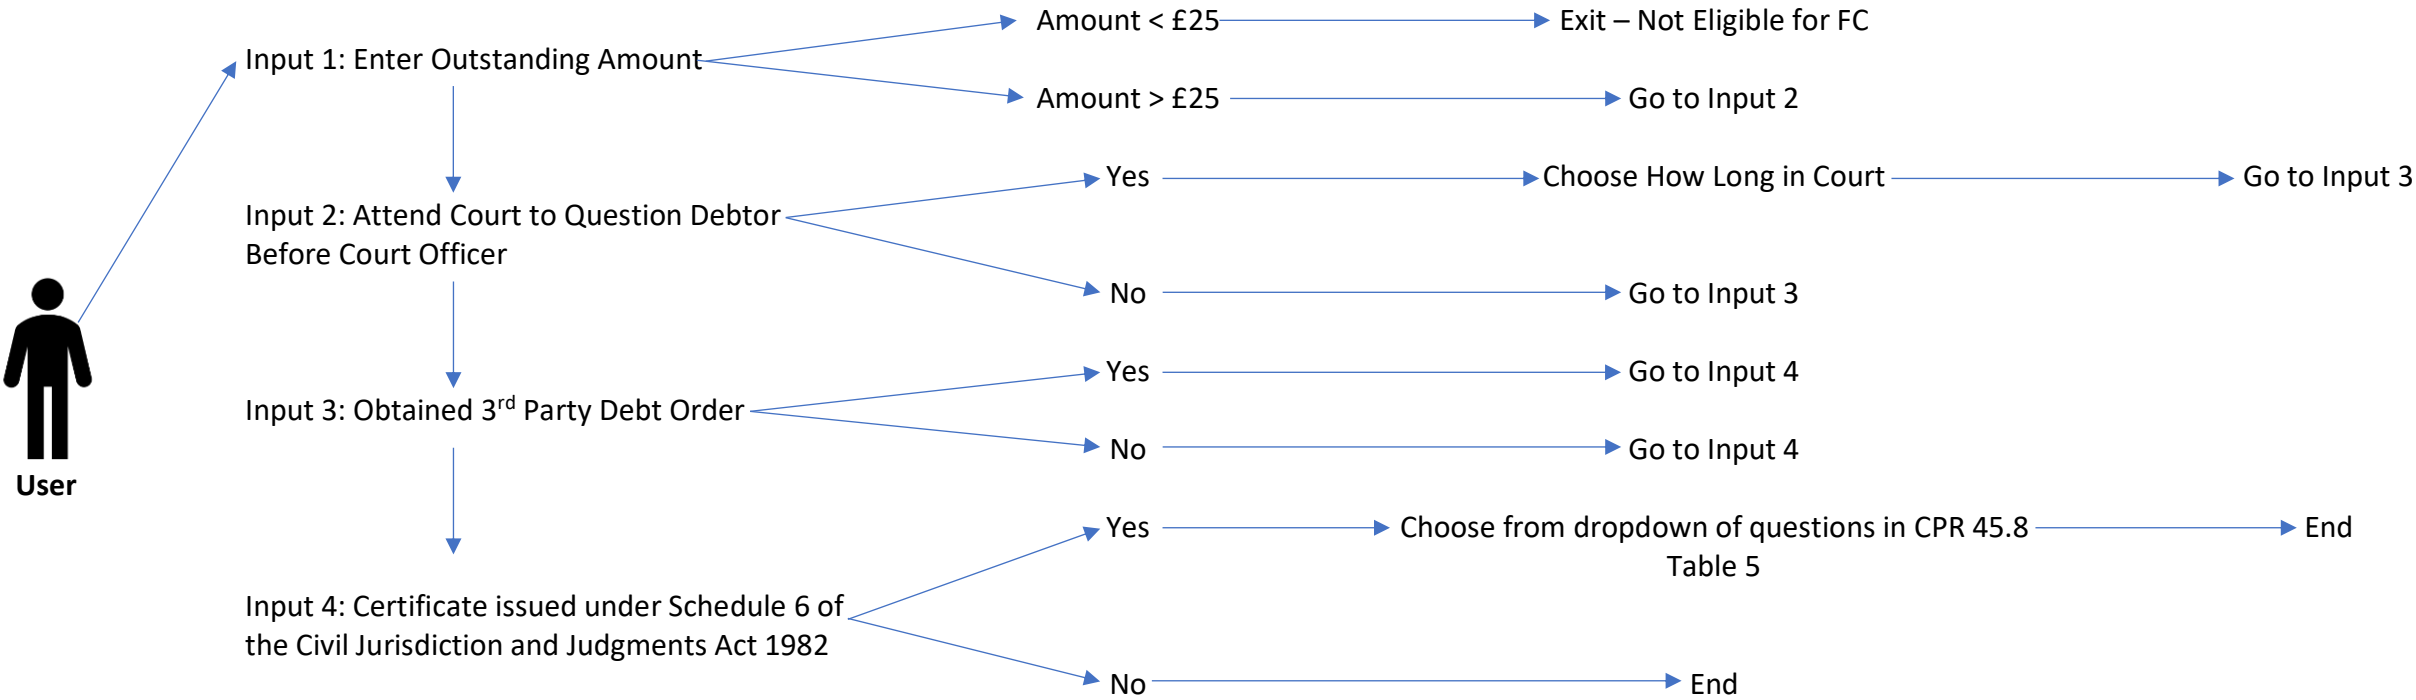 Amount < £25
Exit – Not Eligible for FC
Input 1: Enter Outstanding Amount
Amount > £25
Go to Input 2
Yes
Choose How Long in Court
Go to Input 3
Input 2: Attend Court to Question Debtor
Before Court Officer
No
Go to Input 3
Yes
Go to Input 4
Input 3: Obtained 3rd Party Debt Order
No
Go to Input 4
User
Yes
Choose from dropdown of questions in CPR 45.8
Table 5
End
Input 4: Certificate issued under Schedule 6 of
the Civil Jurisdiction and Judgments Act 1982
No
End